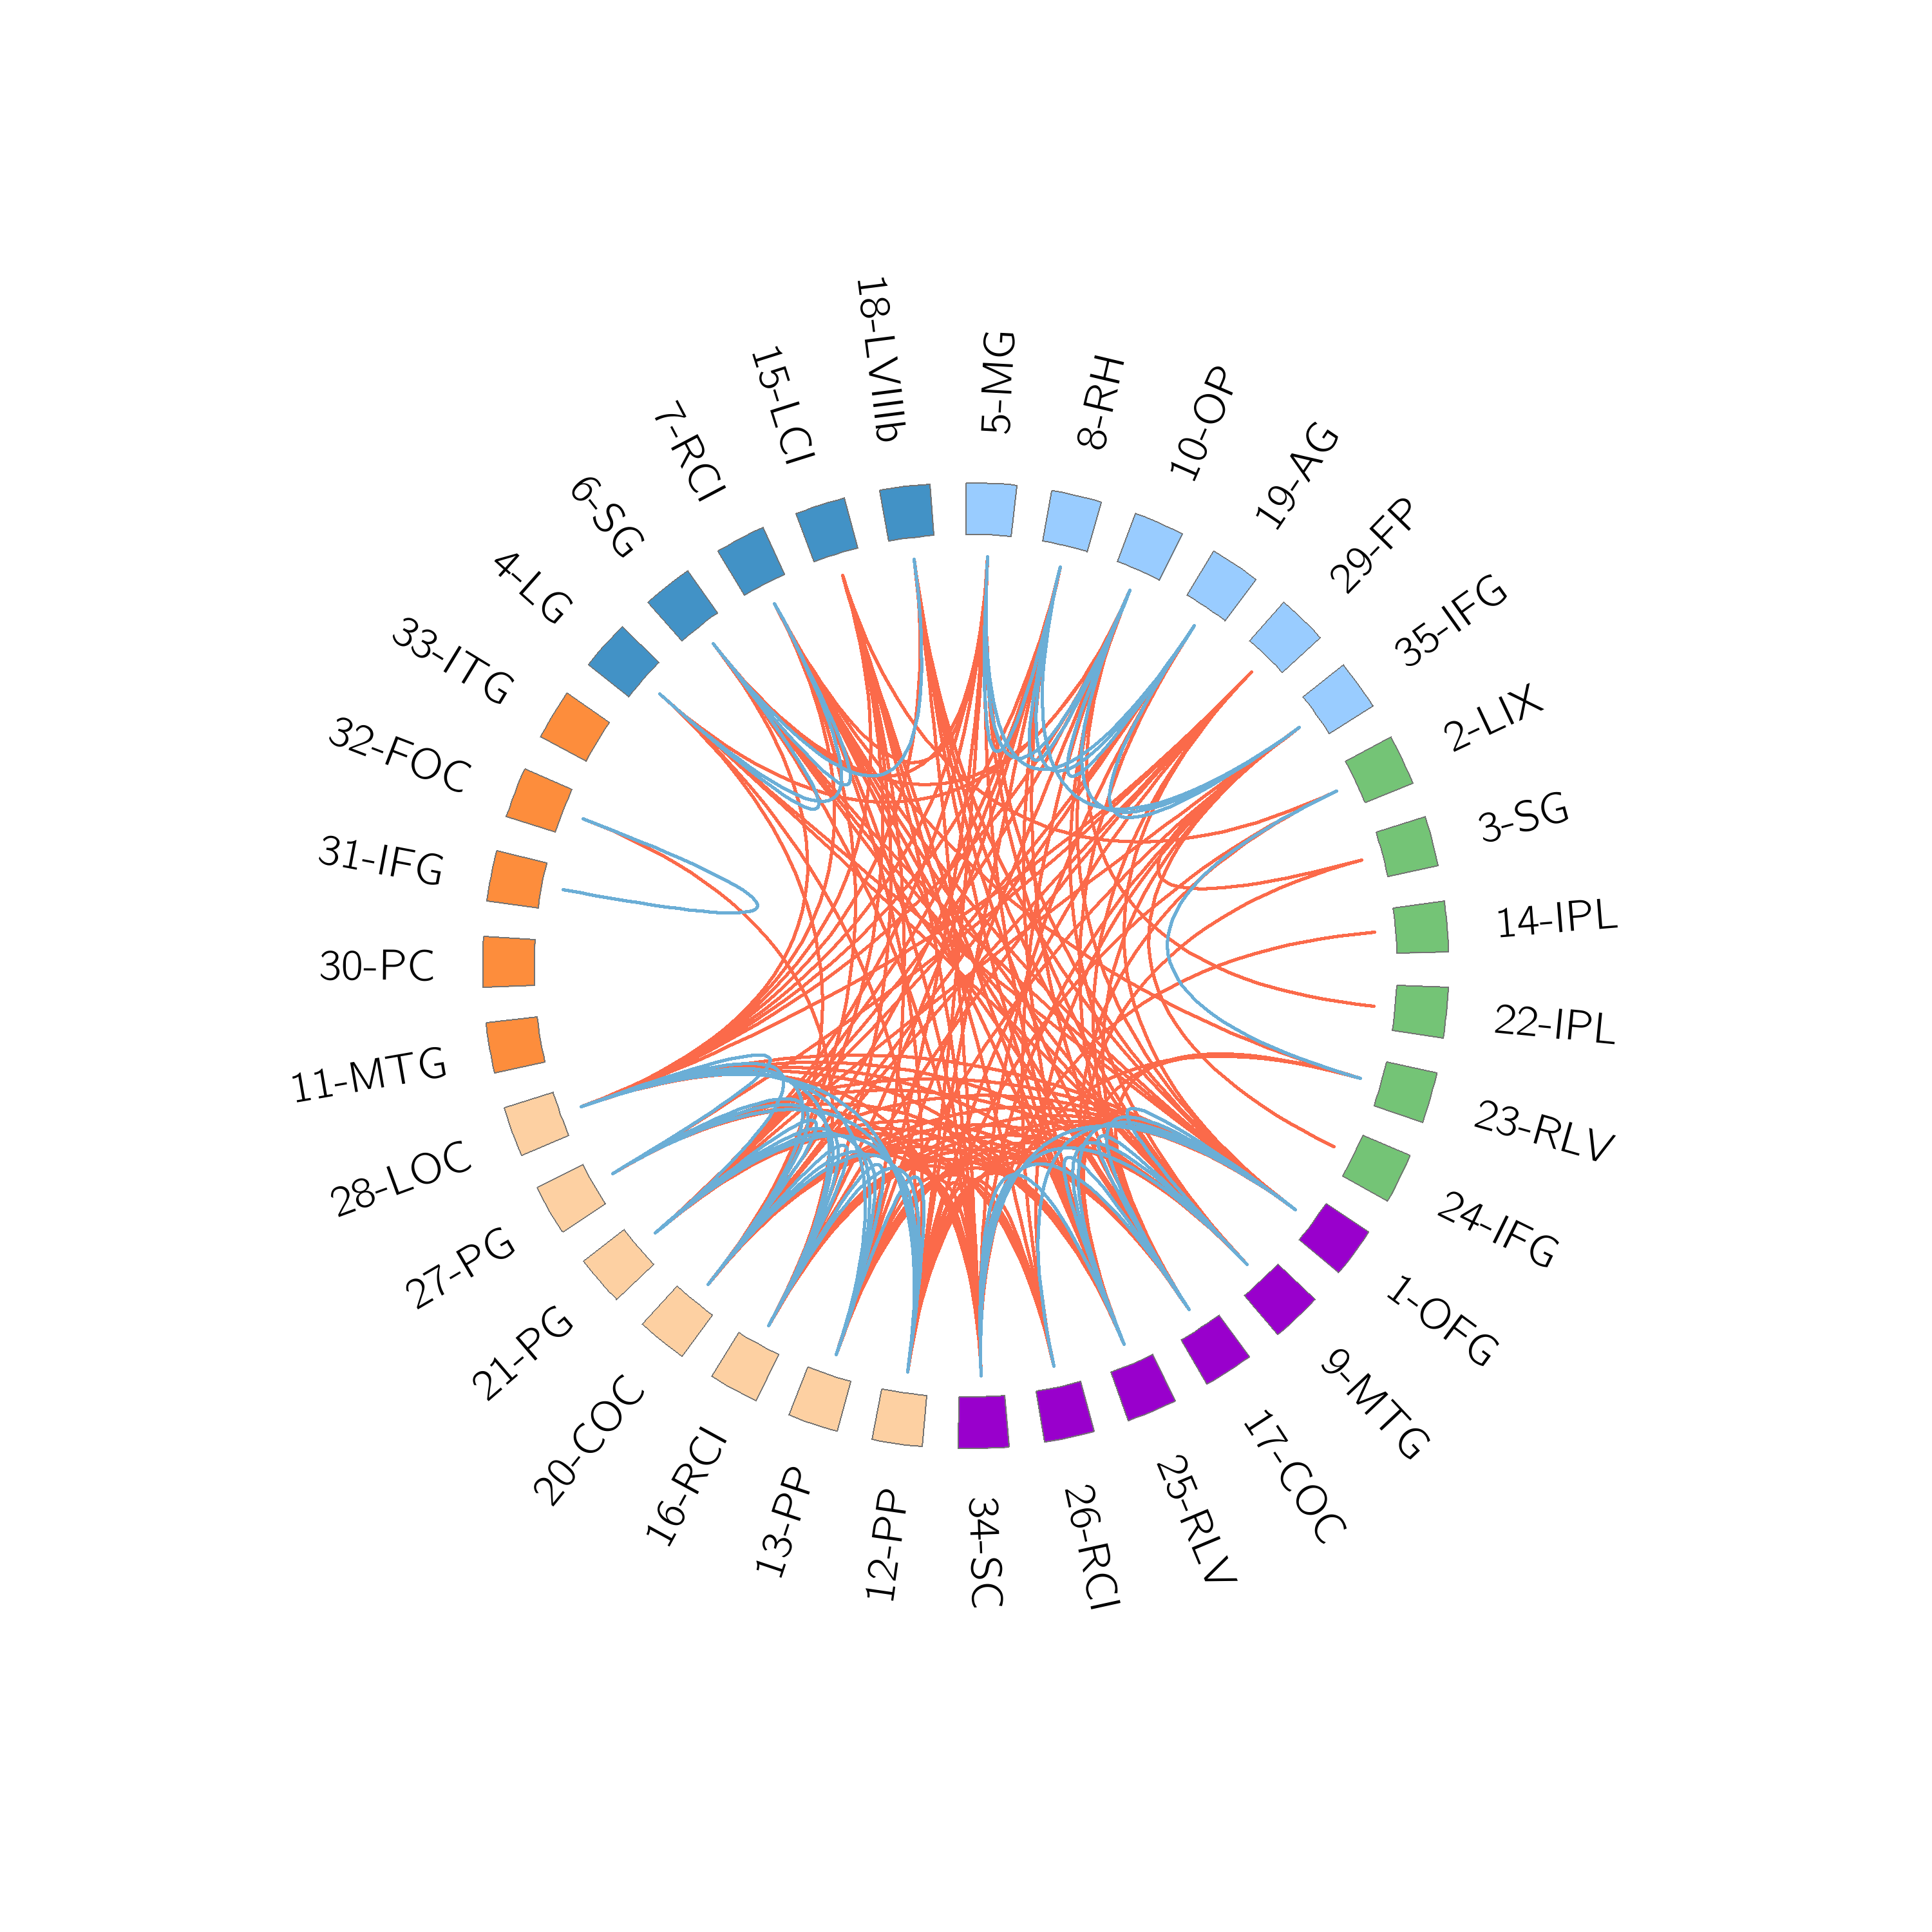 5-MG
8-RH
10-OP
19-AG
29-FP
35-IFG
2-LIX
3-SG
14-IPL
22-IPL
23-RLV
24-IFG
1-OFG
9-MTG
17-COC
25-RLV
26-RCI
34-SC
12-PP
13-PP
16-RCI
20-COC
21-PG
27-PG
28-LOC
11-MTG
30-PC
31-IFG
32-FOC
33-ITG
4-LG
6-SG
7-RCI
15-LCI
18-LVIIIb